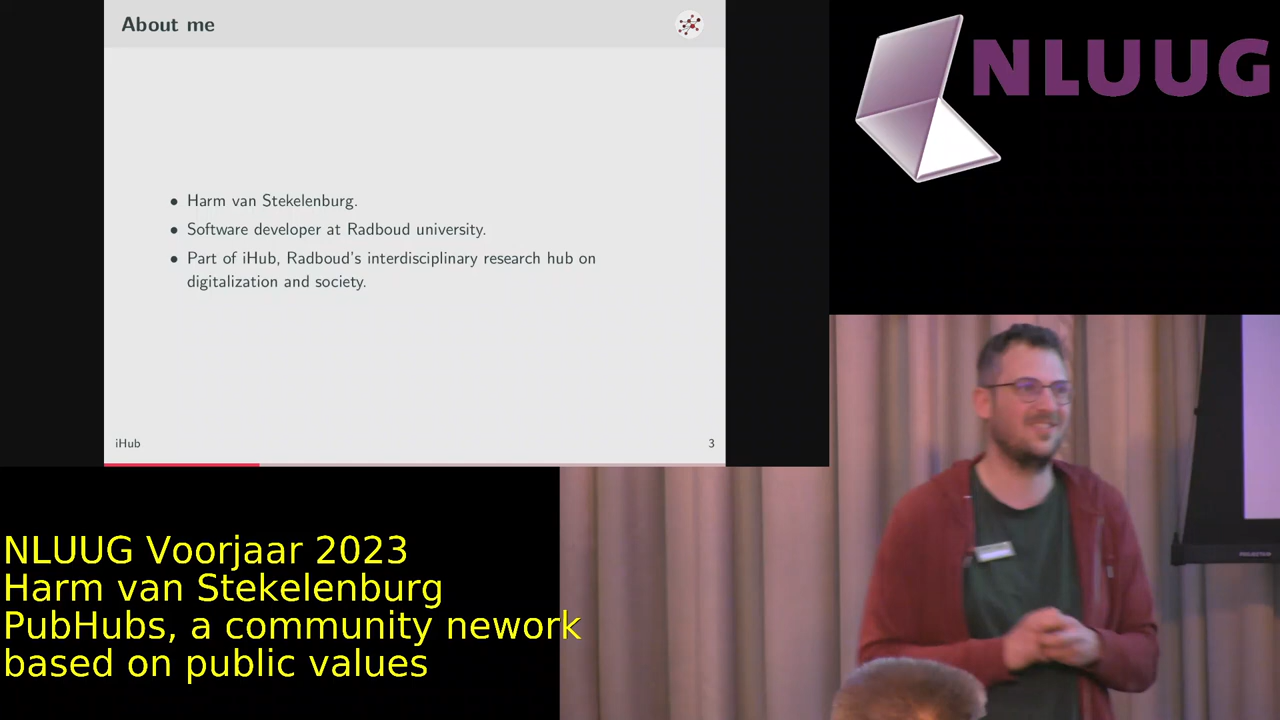 About me
NLUUG
• Harm van Stekelenburg.
• Software developer at Radboud university.
• Part of iHub, Radboud's interdisciplinary research hub on
digitalization and society.
iHub
3
NLUUG Voorjaar 2023
Harm van Stekelenburg
PubHubs, a community nework
based on public values